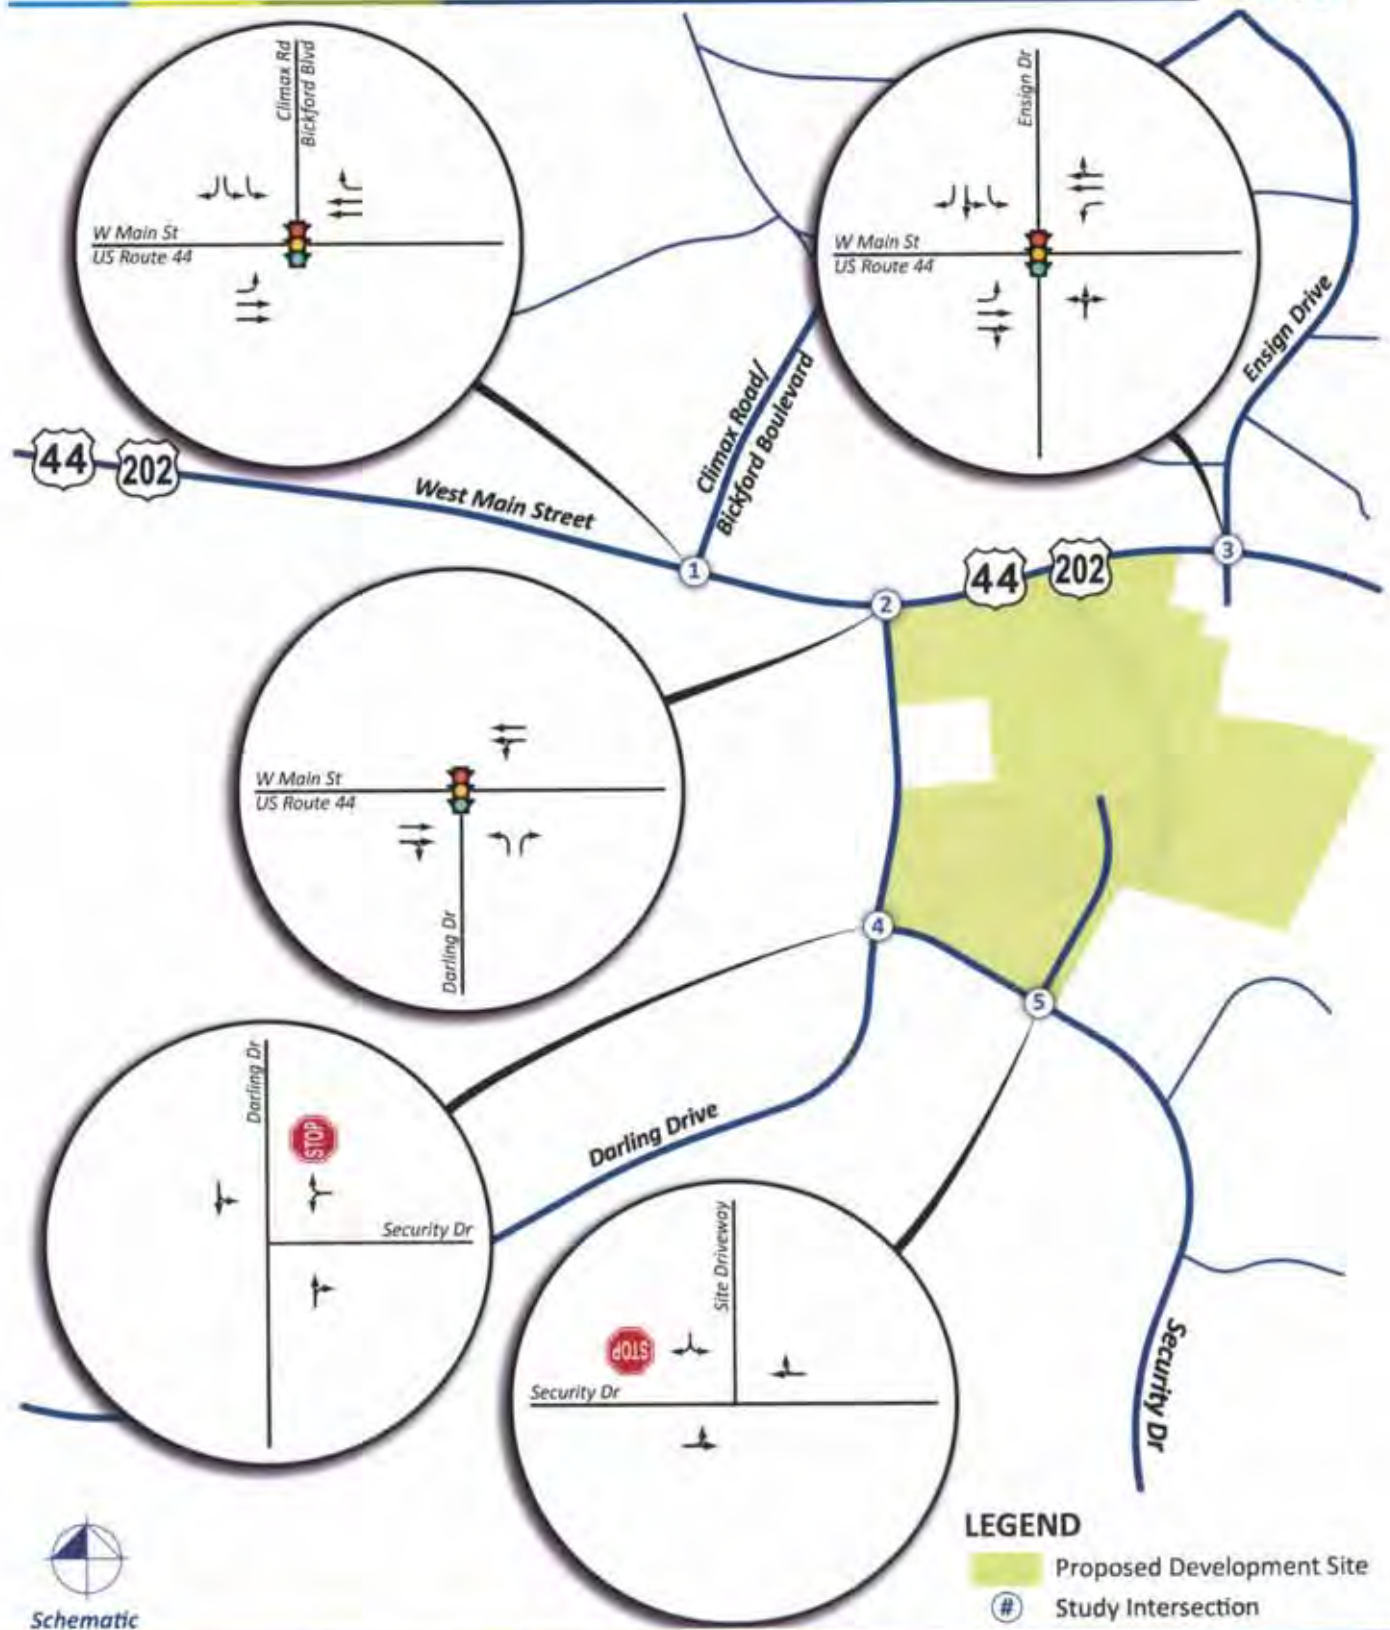 Climax Rd
Bickford Blvd
W Main St
US Route 44
Ensign Dr
W Main St
US Route 44
Ensign Drive
Climax Road/
Bickford Boulevard
44
202
West Main Street
1
2
3
44
202
W Main St
US Route 44
Darling Dr
4
5
Darling Dr
STOP
Security Dr
Darling Drive
Site Driveway
STOP
Security Dr
Security Dr
LEGEND
Proposed Development Site
# Study Intersection
Schematic